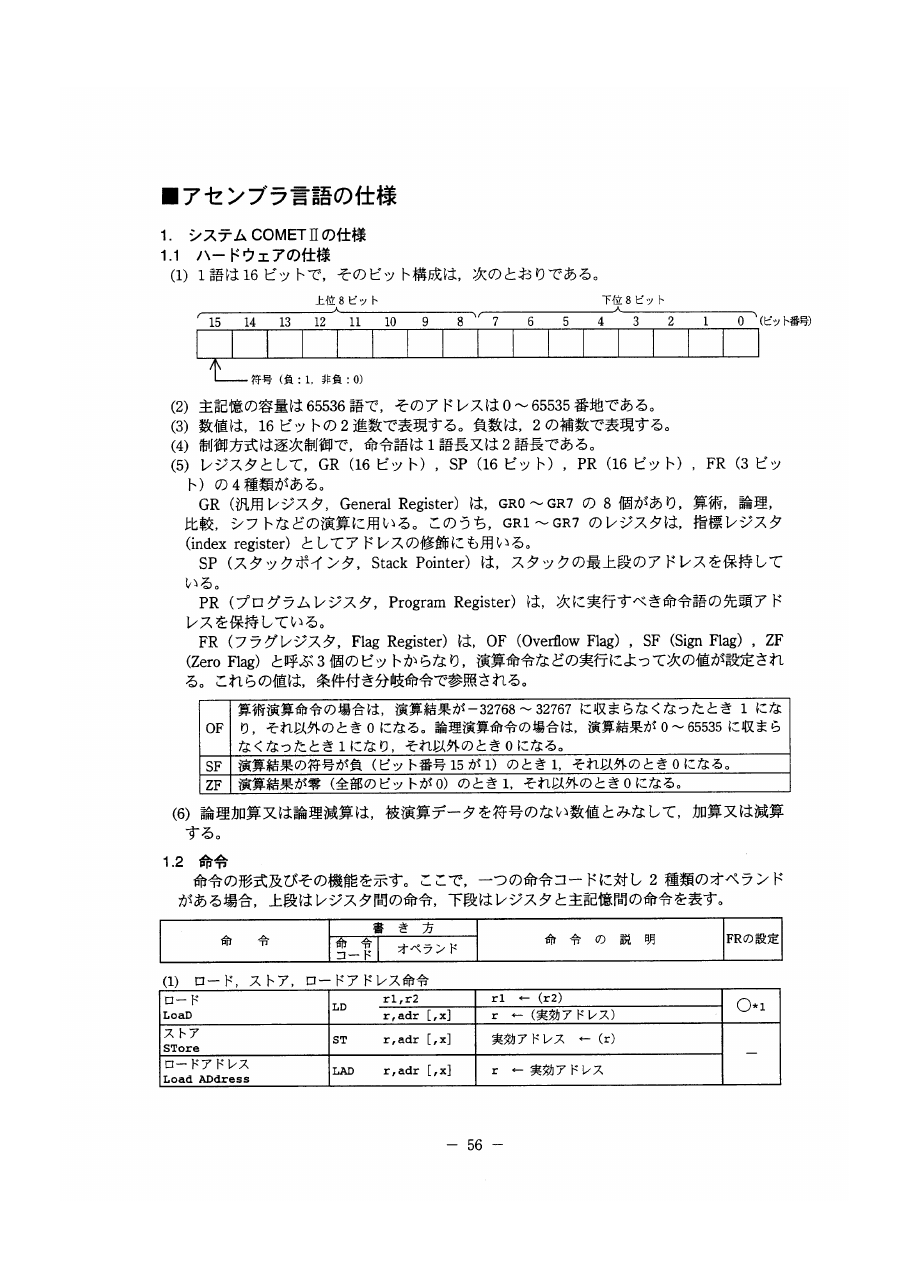 ■アセンブラ言語の仕様
1. システム COMETⅡの仕様
1.1 ハードウェアの仕様
(1) 1語は16ビットで，そのビット構成は，次のとおりである。
上位8ビット 下位8ビット
15 14 13 12 11 10 9 8 7 6 5 4 3 2 1 0 (ビット番号)
符号（負：1，非負：0）
(2) 主記憶の容量は65536語で，そのアドレスは0～65535番地である。
(3) 数値は，16ビットの2進数で表現する。負数は，2の補数で表現する。
(4) 制御方式は逐次制御で，命令語は1語長又は2語長である。
(5) レジスタとして，GR（16ビット），SP（16ビット），PR（16ビット），FR（3ビッ
ト）の4種類がある。
GR（汎用レジスタ，General Register）は，GR0～GR7 の 8 個があり，算術，論理，
比較，シフトなどの演算に用いる。このうち，GR1～GR7 のレジスタは，指標レジスタ
(index register）としてアドレスの修飾にも用いる。
SP（スタックポインタ，Stack Pointer）は，スタックの最上段のアドレスを保持して
いる。
PR（プログラムレジスタ，Program Register）は，次に実行すべき命令語の先頭アド
レスを保持している。
FR（フラグレジスタ，Flag Register）は，OF（Overflow Flag），SF（Sign Flag），ZF
(Zero Flag）と呼ぶ3個のビットからなり，演算命令などの実行によって次の値が設定され
る。これらの値は，条件付き分岐命令で参照される。
算術演算命令の場合は，演算結果が−32768～32767 に収まらなくなったとき 1 にな
OF り，それ以外のとき0になる。論理演算命令の場合は，演算結果が0～65535 に収まら
なくなったとき1になり，それ以外のとき0になる。
SF 演算結果の符号が負（ビット番号15が1）のとき1，それ以外のとき0になる。
ZF 演算結果が零（全部のビットが0）のとき1，それ以外のとき0になる。
(6) 論理加算又は論理減算は，被演算データを符号のない数値とみなして，加算又は減算
する。
1.2 命令
命令の形式及びその機能を示す。ここで，一つの命令コードに対し 2 種類のオペランド
がある場合，上段はレジスタ間の命令，下段はレジスタと主記憶間の命令を表す。
書き方
命令 命令 オペランド 命令の説明 FRの設定
コード
(1) ロード，ストア，ロードアドレス命令
ロード r1,r2 r1 ← (r2)
LoaD LD r,adr [,x] r ←（実効アドレス） ○*1
ストア ST r,adr [,x] 実効アドレス ← (r) −
STore
ロードアドレス LAD r,adr [,x] r ← 実効アドレス
Load ADdress
− 56 −